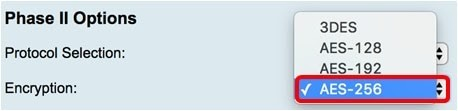 Phase II Options
3DES
Protocol Selection:
AES-128
AES-192
Encryption:
✓ AES-256